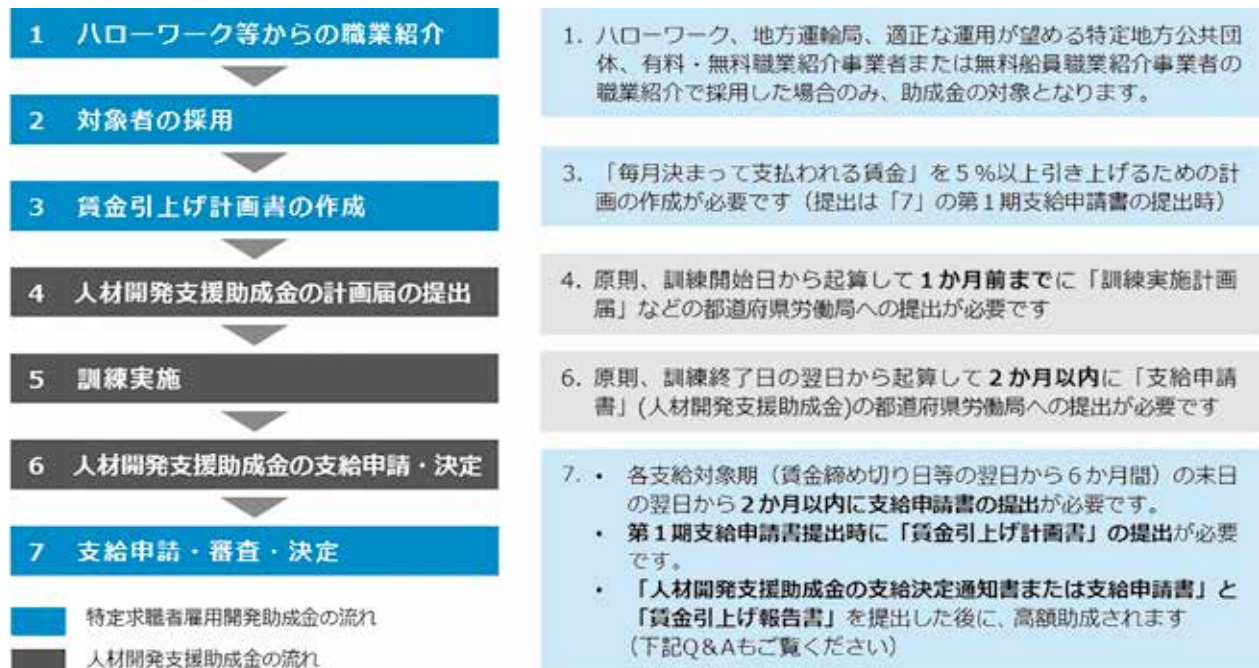 1 ハローワーク等からの職業紹介
2 対象者の採用
3 賃金引上げ計画書の作成
4 人材開発支援助成金の計画届の提出
5 訓練実施
6 人材開発支援助成金の支給申請・決定
7 支給申請・審査・決定
特定求職者雇用開発助成金の流れ
人材開発支援助成金の流れ
1. ハローワーク、地方運輸局、適正な運用が望める特定地方公共団
体、有料・無料職業紹介事業者または無料船員職業紹介事業者の
職業紹介で採用した場合のみ、助成金の対象となります。
3. 「毎月決まって支払われる賃金」を5%以上引き上げるための計
画の作成が必要です（提出は「7」の第1期支給申請書の提出時）
4. 原則、訓練開始日から起算して1か月前までに「訓練実施計画
届」などの都道府県労働局への提出が必要です
6. 原則、訓練終了日の翌日から起算して2か月以内に「支給申請
書」(人材開発支援助成金)の都道府県労働局への提出が必要です
7. • 各支給対象期（賃金締め切り日等の翌日から6か月間）の末日
の翌日から2か月以内に支給申請書の提出が必要です。
• 第1期支給申請書提出時に「賃金引上げ計画書」の提出が必要
です。
• 「人材開発支援助成金の支給決定通知書または支給申請書」と
「賃金引上げ報告書」を提出した後に、高額助成されます
（下記Q&Aもご覧ください）